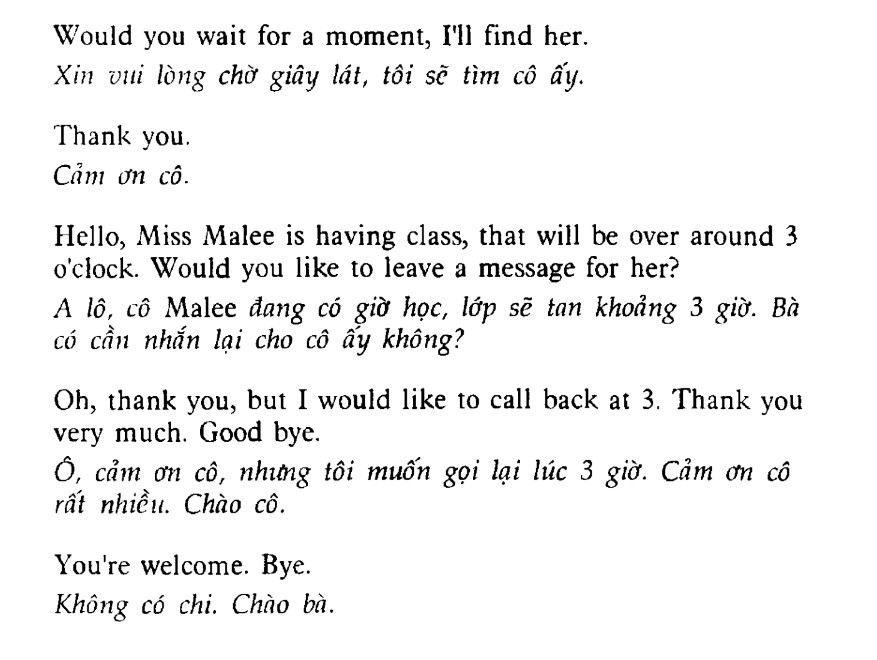 Would you wait for a moment, I'll find her.
Xin vui lòng chờ giây lát, tôi sẽ tìm cô ấy.
Thank you.
Cảm ơn cô.
Hello, Miss Malee is having class, that will be over around 3
o'clock. Would you like to leave a message for her?
A lô, cô Malee đang có giờ học, lớp sẽ tan khoảng 3 giờ. Bà
có cần nhắn lại cho cô ấy không?
Oh, thank you, but I would like to call back at 3. Thank you
very much. Good bye.
Ô, cảm ơn cô, nhưng tôi muốn gọi lại lúc 3 giờ. Cảm ơn cô
rất nhiều. Chào cô.
You're welcome. Bye.
Không có chi. Chào bà.